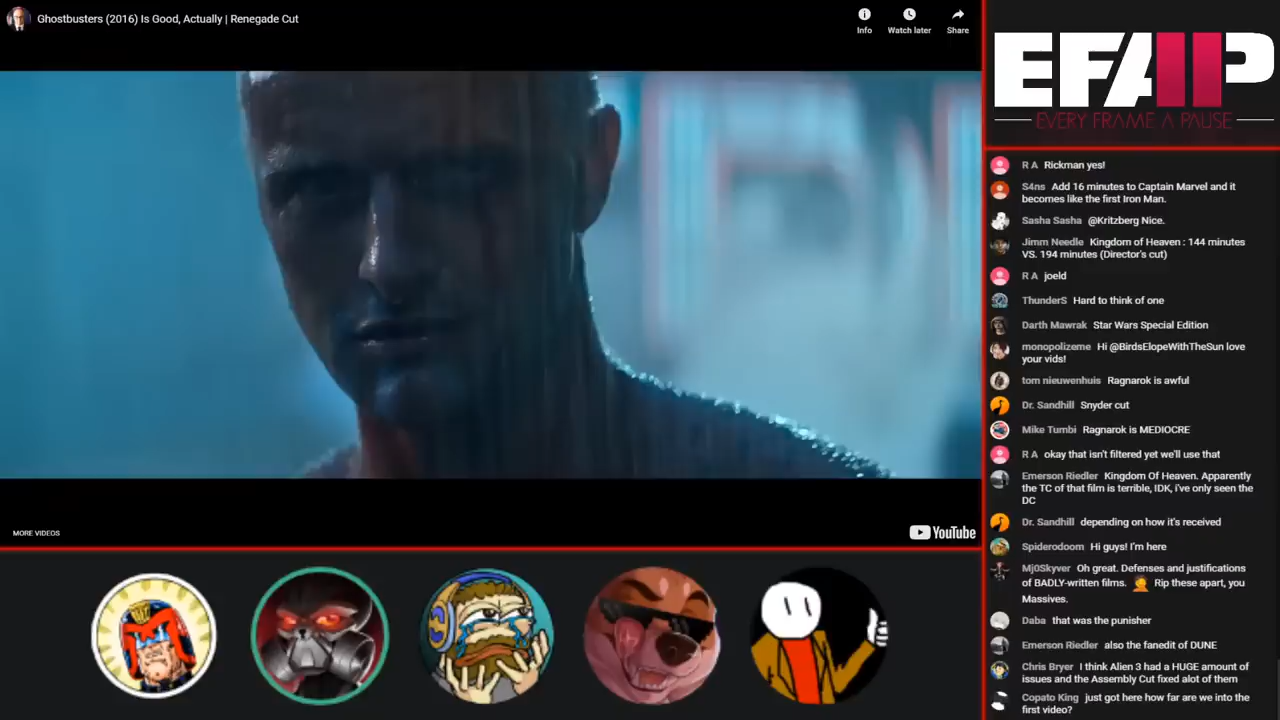 Ghostbusters (2016) Is Good, Actually | Renegade Cut
Info
Watch later
Share
MORE VIDEOS
YouTube
EFAP
EVERY FRAME A PAUSE
R A Rickman yes!
S4ns Add 16 minutes to Captain Marvel and it
becomes like the first Iron Man.
Sasha Sasha @Kritzberg Nice.
Jimm Needle Kingdom of Heaven : 144 minutes
VS. 194 minutes (Director's cut)
R A joeld
ThunderS Hard to think of one
Darth Mawrak Star Wars Special Edition
monopolizeme Hi @BirdsElopeWithTheSun love
your vids!
tom nieuwenhuis Ragnarok is awful
Dr. Sandhill Snyder cut
Mike Tumbi Ragnarok is MEDIOCRE
R A okay that isn't filtered yet we'll use that
Emerson Riedler Kingdom Of Heaven. Apparently
the TC of that film is terrible, IDK, i've only seen the
DC
Dr. Sandhill depending on how it's received
Spiderodoom Hi guys! I'm here
Mj0Skyver Oh great. Defenses and justifications
of BADLY-written films. 🤦 Rip these apart, you
Massives.
Daba that was the punisher
Emerson Riedler also the fanedit of DUNE
Chris Bryer I think Alien 3 had a HUGE amount of
issues and the Assembly Cut fixed alot of them
Copato King just got here how far are we into the
first video?